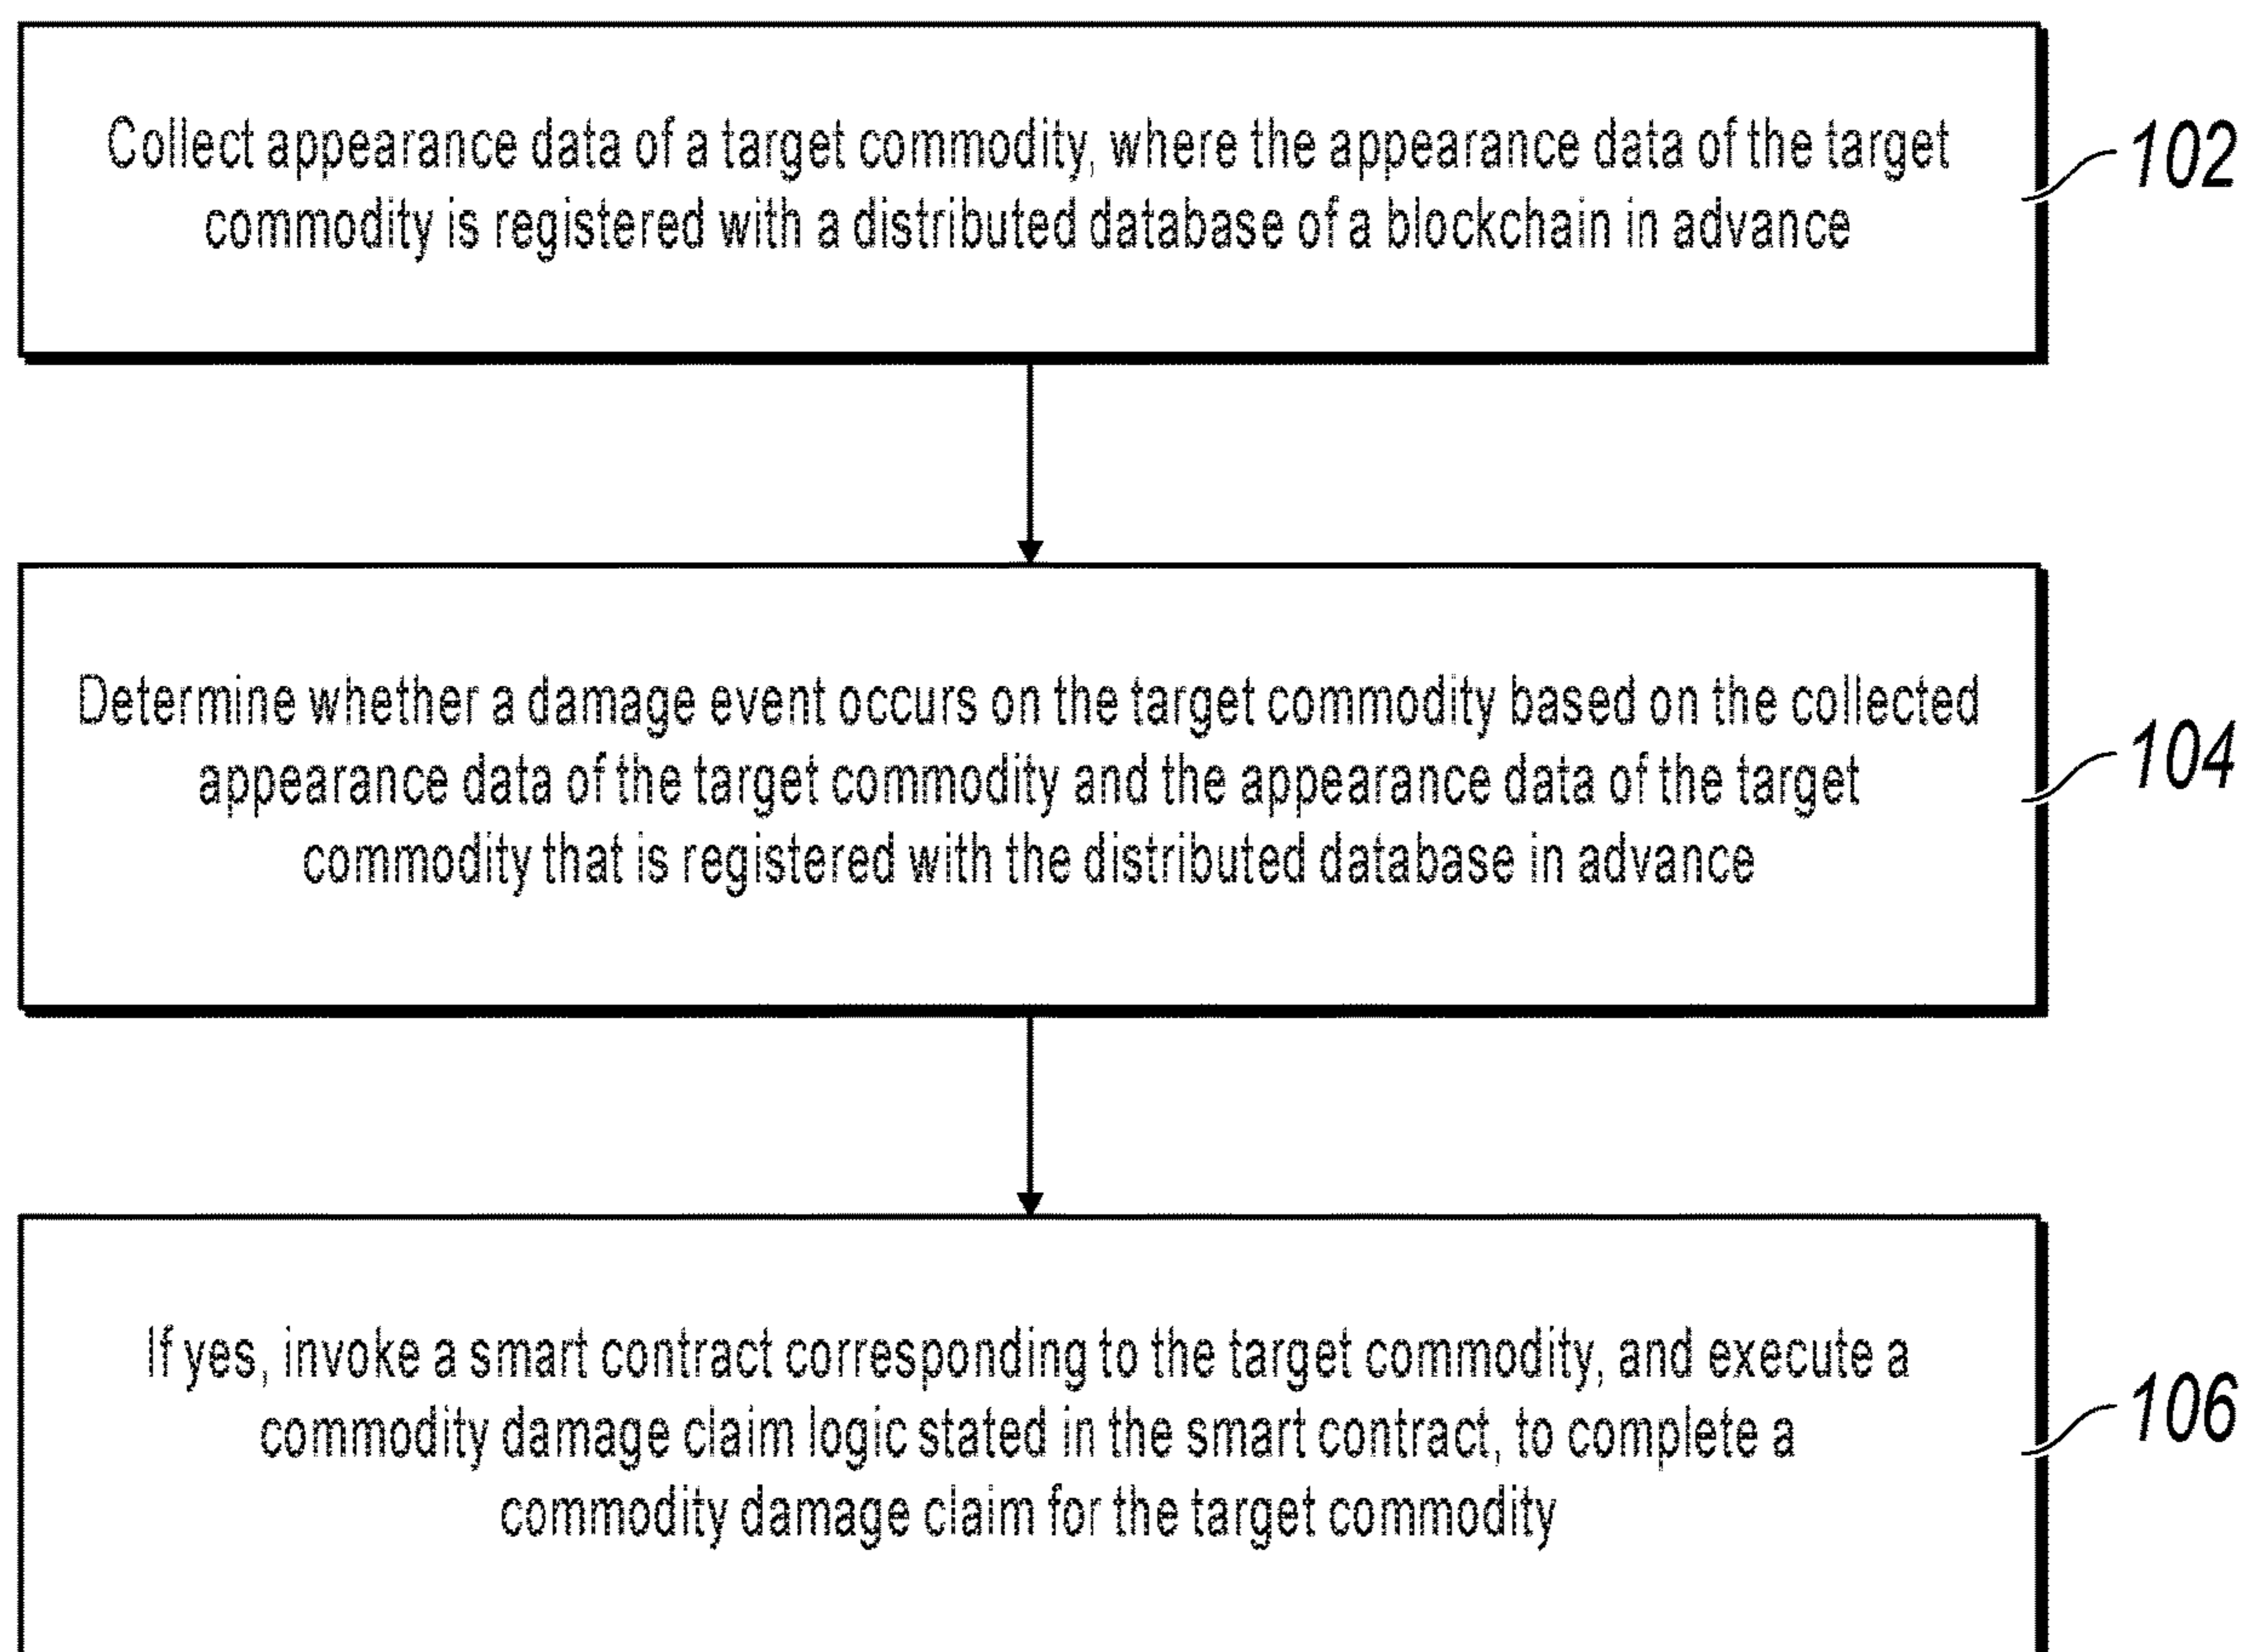 Collect appearance data of a target commodity, where the appearance data of the target
commodity is registered with a distributed database of a blockchain in advance
102
Determine whether a damage event occurs on the target commodity based on the collected
appearance data of the target commodity and the appearance data of the target
commodity that is registered with the distributed database in advance
104
If yes, invoke a smart contract corresponding to the target commodity, and execute a
commodity damage claim logic stated in the smart contract, to complete a
commodity damage claim for the target commodity
106